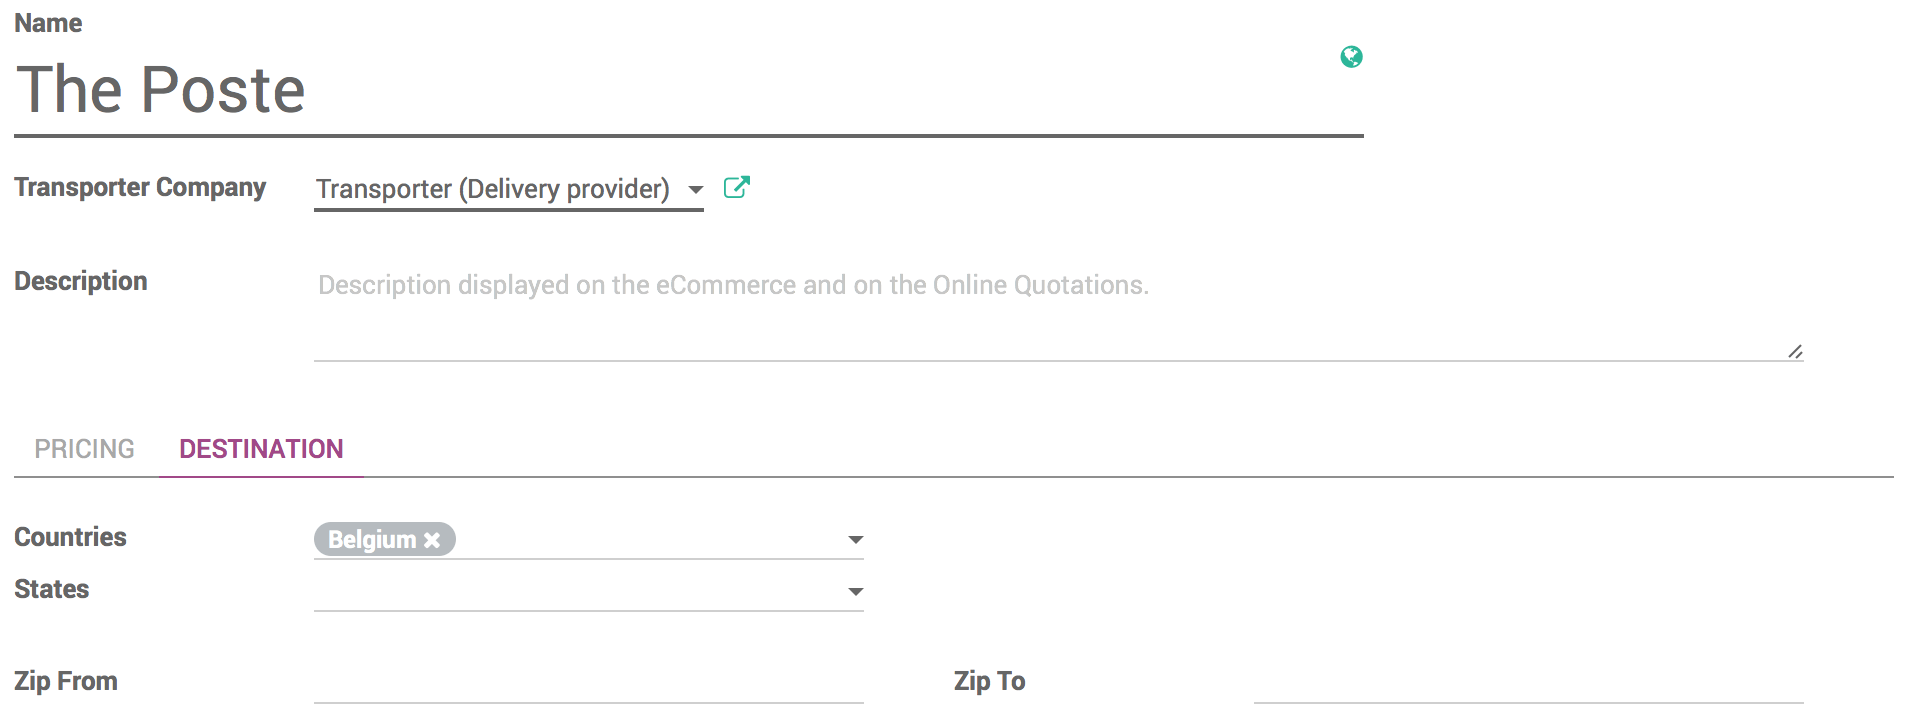 Name
The Poste
Transporter Company Transporter (Delivery provider)
Description Description displayed on the eCommerce and on the Online Quotations.
PRICING DESTINATION
Countries Belgium
States
Zip From Zip To